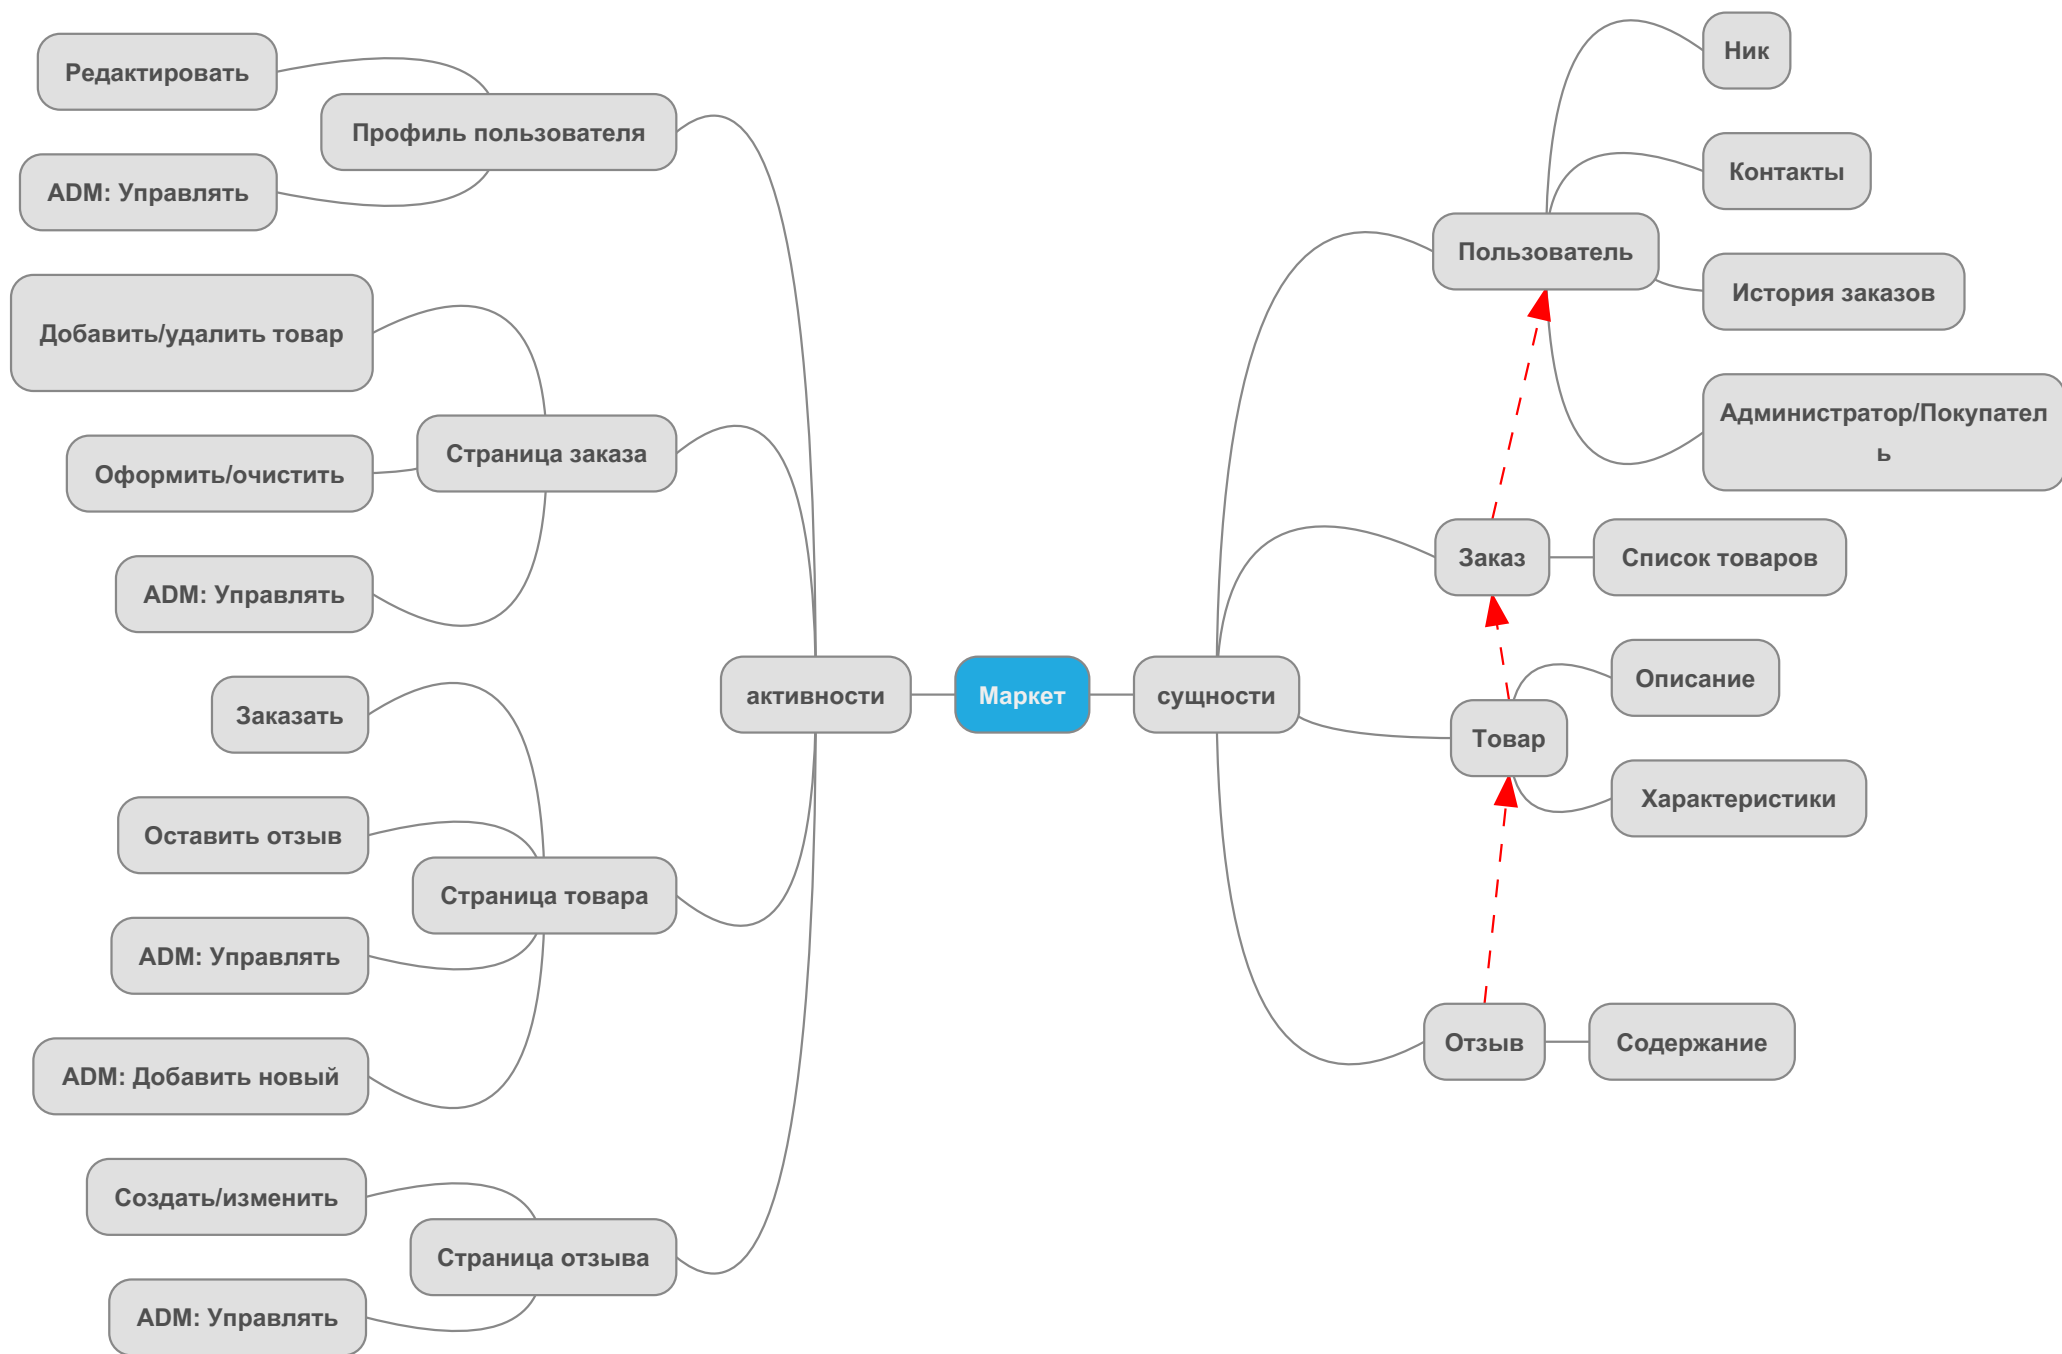 Редактировать
Профиль пользователя
ADM: Управлять
Добавить/удалить товар
Страница заказа
Оформить/очистить
ADM: Управлять
Заказать
Оставить отзыв
Страница товара
ADM: Управлять
ADM: Добавить новый
Создать/изменить
Страница отзыва
ADM: Управлять
активности
Маркет
сущности
Ник
Контакты
Пользователь
История заказов
Администратор/Покупател
ь
Заказ
Список товаров
Описание
Товар
Характеристики
Отзыв
Содержание